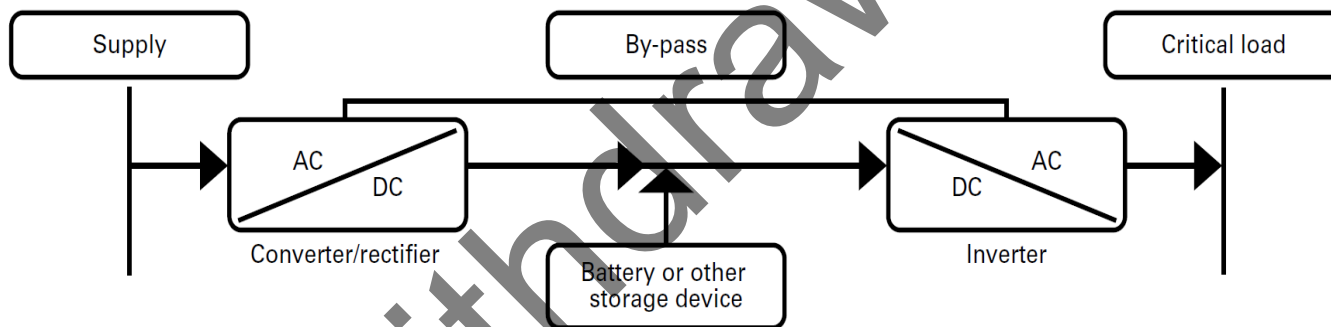 Supply
By-pass
Critical load
AC
DC
AC
DC
Converter/rectifier
Inverter
Battery or other
storage device